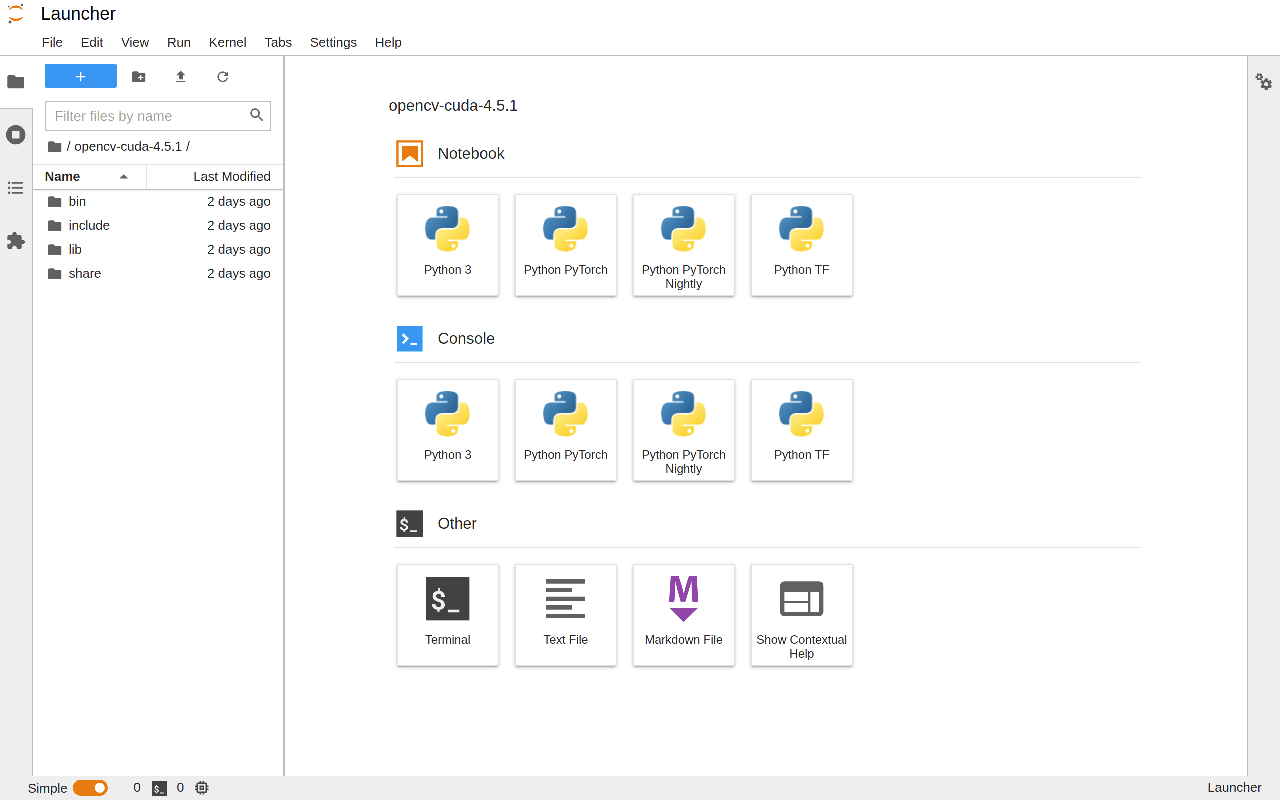 Launcher
File Edit View Run Kernel Tabs Settings Help
+
Filter files by name
/ opencv-cuda-4.5.1 /
Name Last Modified
bin 2 days ago
include 2 days ago
lib 2 days ago
share 2 days ago
opencv-cuda-4.5.1
Notebook
Python 3
Python PyTorch
Python PyTorch
Nightly
Python TF
Console
Python 3
Python PyTorch
Python PyTorch
Nightly
Python TF
$_ Other
$_
Terminal
Text File
M
Markdown File
Show Contextual
Help
Simple 0 $_ 0 Launcher